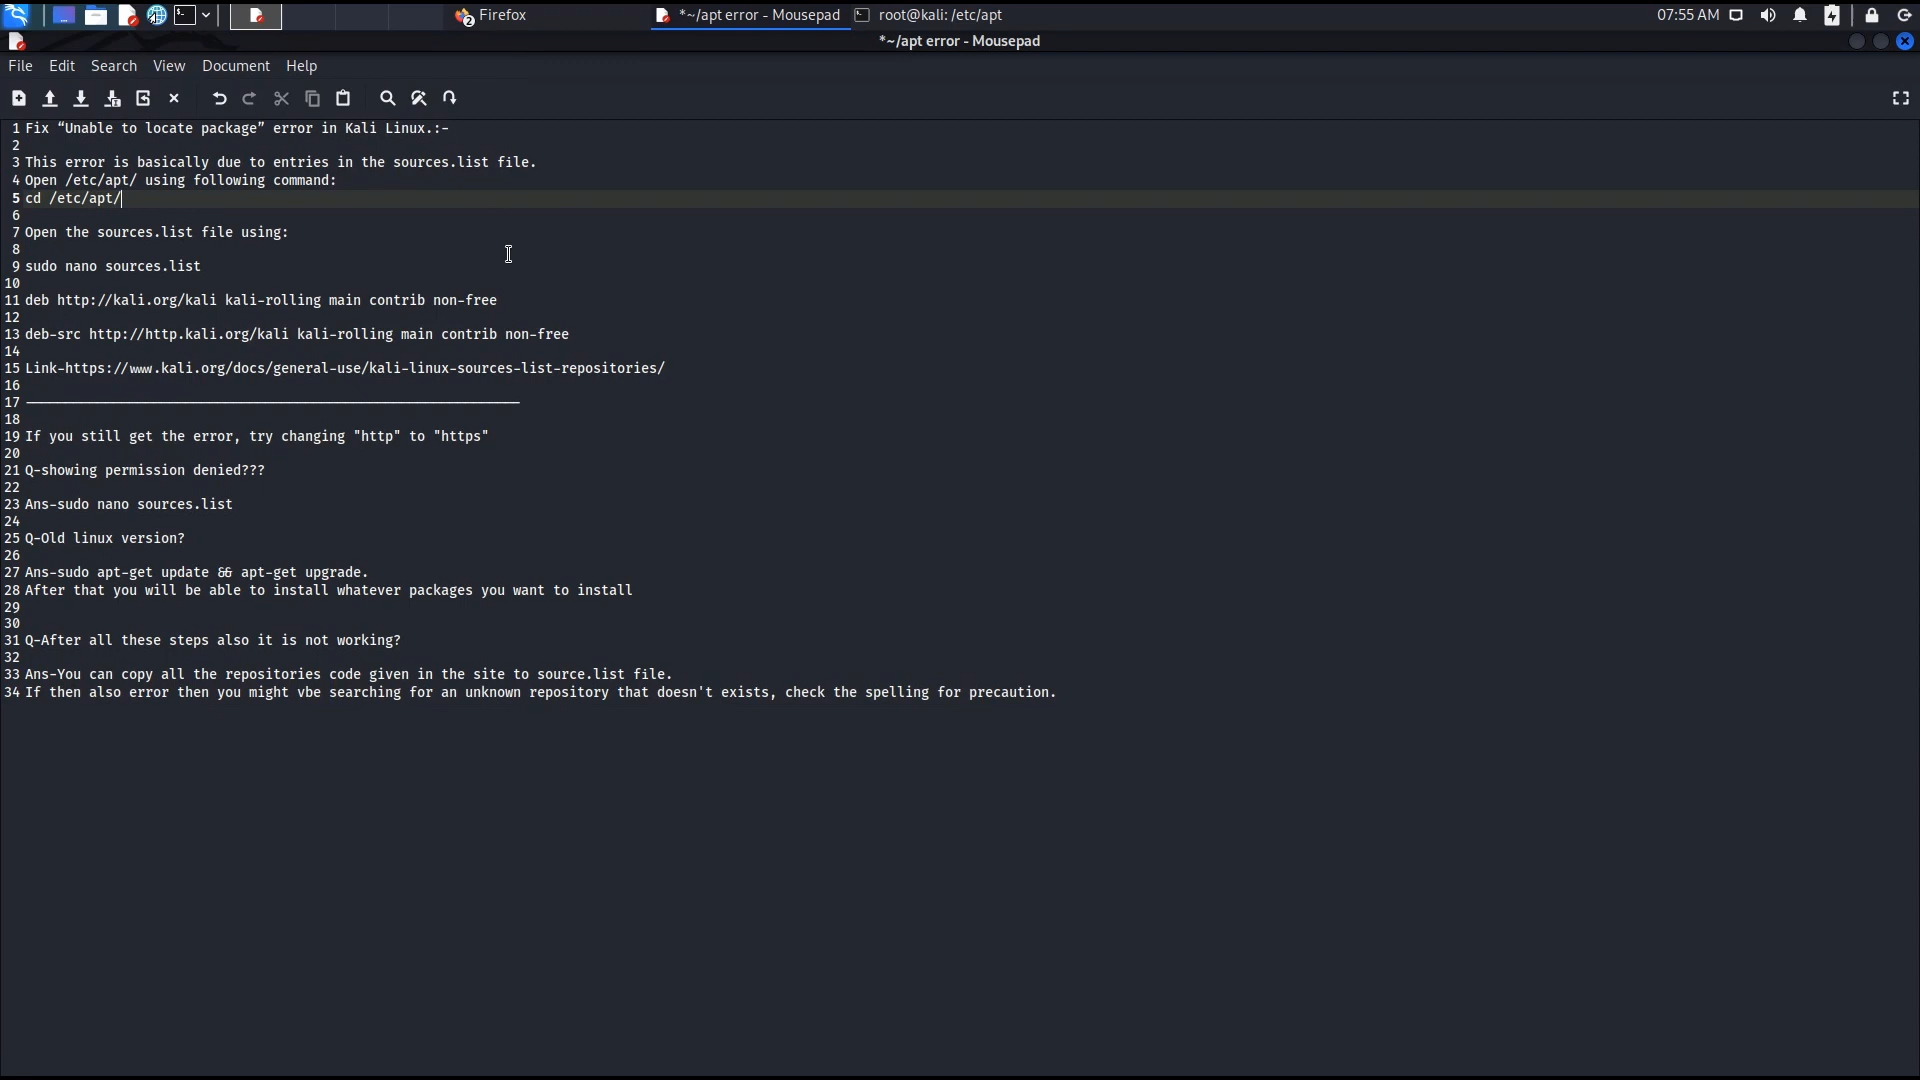 2
Firefox
*~/apt error - Mousepad
root@kali: /etc/apt
07:55 AM
*~/apt error - Mousepad
File Edit Search View Document Help
1 Fix “Unable to locate package” error in Kali Linux.:-
2
3 This error is basically due to entries in the sources.list file.
4 Open /etc/apt/ using following command:
5 cd /etc/apt/
6
7 Open the sources.list file using:
8
9 sudo nano sources.list
10
11 deb http://kali.org/kali kali-rolling main contrib non-free
12
13 deb-src http://http.kali.org/kali kali-rolling main contrib non-free
14
15 Link-https://www.kali.org/docs/general-use/kali-linux-sources-list-repositories/
16
17 ——————————————————————————————
18
19 If you still get the error, try changing "http" to "https"
20
21 Q-showing permission denied???
22
23 Ans-sudo nano sources.list
24
25 Q-Old linux version?
26
27 Ans-sudo apt-get update && apt-get upgrade.
28 After that you will be able to install whatever packages you want to install
29
30
31 Q-After all these steps also it is not working?
32
33 Ans-You can copy all the repositories code given in the site to source.list file.
34 If then also error then you might vbe searching for an unknown repository that doesn't exists, check the spelling for precaution.